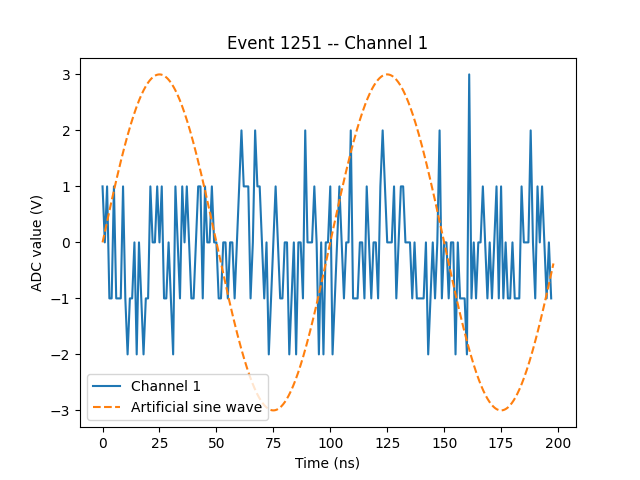 Event 1251 -- Channel 1
3
2
1
0
−1
−2
−3
ADC value (V)
Channel 1
Artificial sine wave
0 25 50 75 100 125 150 175 200
Time (ns)